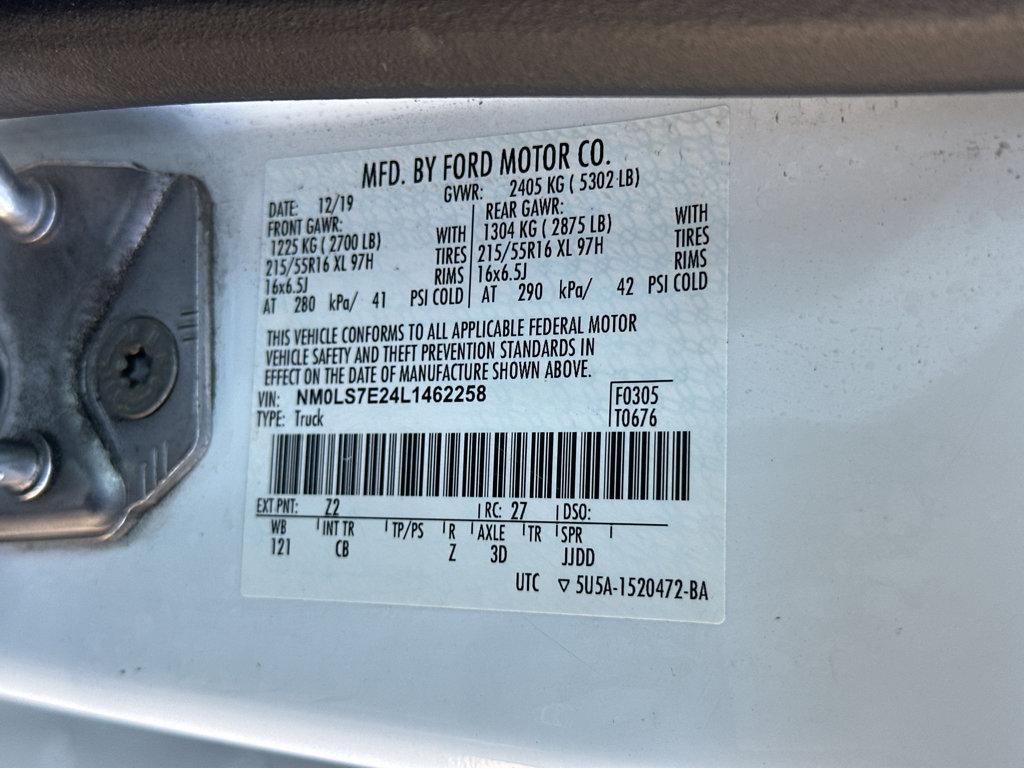 MFD. BY FORD MOTOR CO.
DATE: 12/19 GVWR: 2405 KG ( 5302 LB)
FRONT GAWR: REAR GAWR:
1225 KG ( 2700 LB) WITH 1304 KG ( 2875 LB) WITH
215/55R16 XL 97H TIRES 215/55R16 XL 97H TIRES
16x6.5J RIMS 16x6.5J RIMS
AT 280 kPa/ 41 PSI COLD AT 290 kPa/ 42 PSI COLD
THIS VEHICLE CONFORMS TO ALL APPLICABLE FEDERAL MOTOR
VEHICLE SAFETY AND THEFT PREVENTION STANDARDS IN
EFFECT ON THE DATE OF MANUFACTURE SHOWN ABOVE.
VIN: NM0LS7E24L1462258 F0305
TYPE: Truck T0676
EXT PNT: Z2 RC: 27 DSO:
WB INT TR TP/PS R AXLE TR SPR
121 CB Z 3D JJDD
UTC ▽ 5U5A-1520472-BA